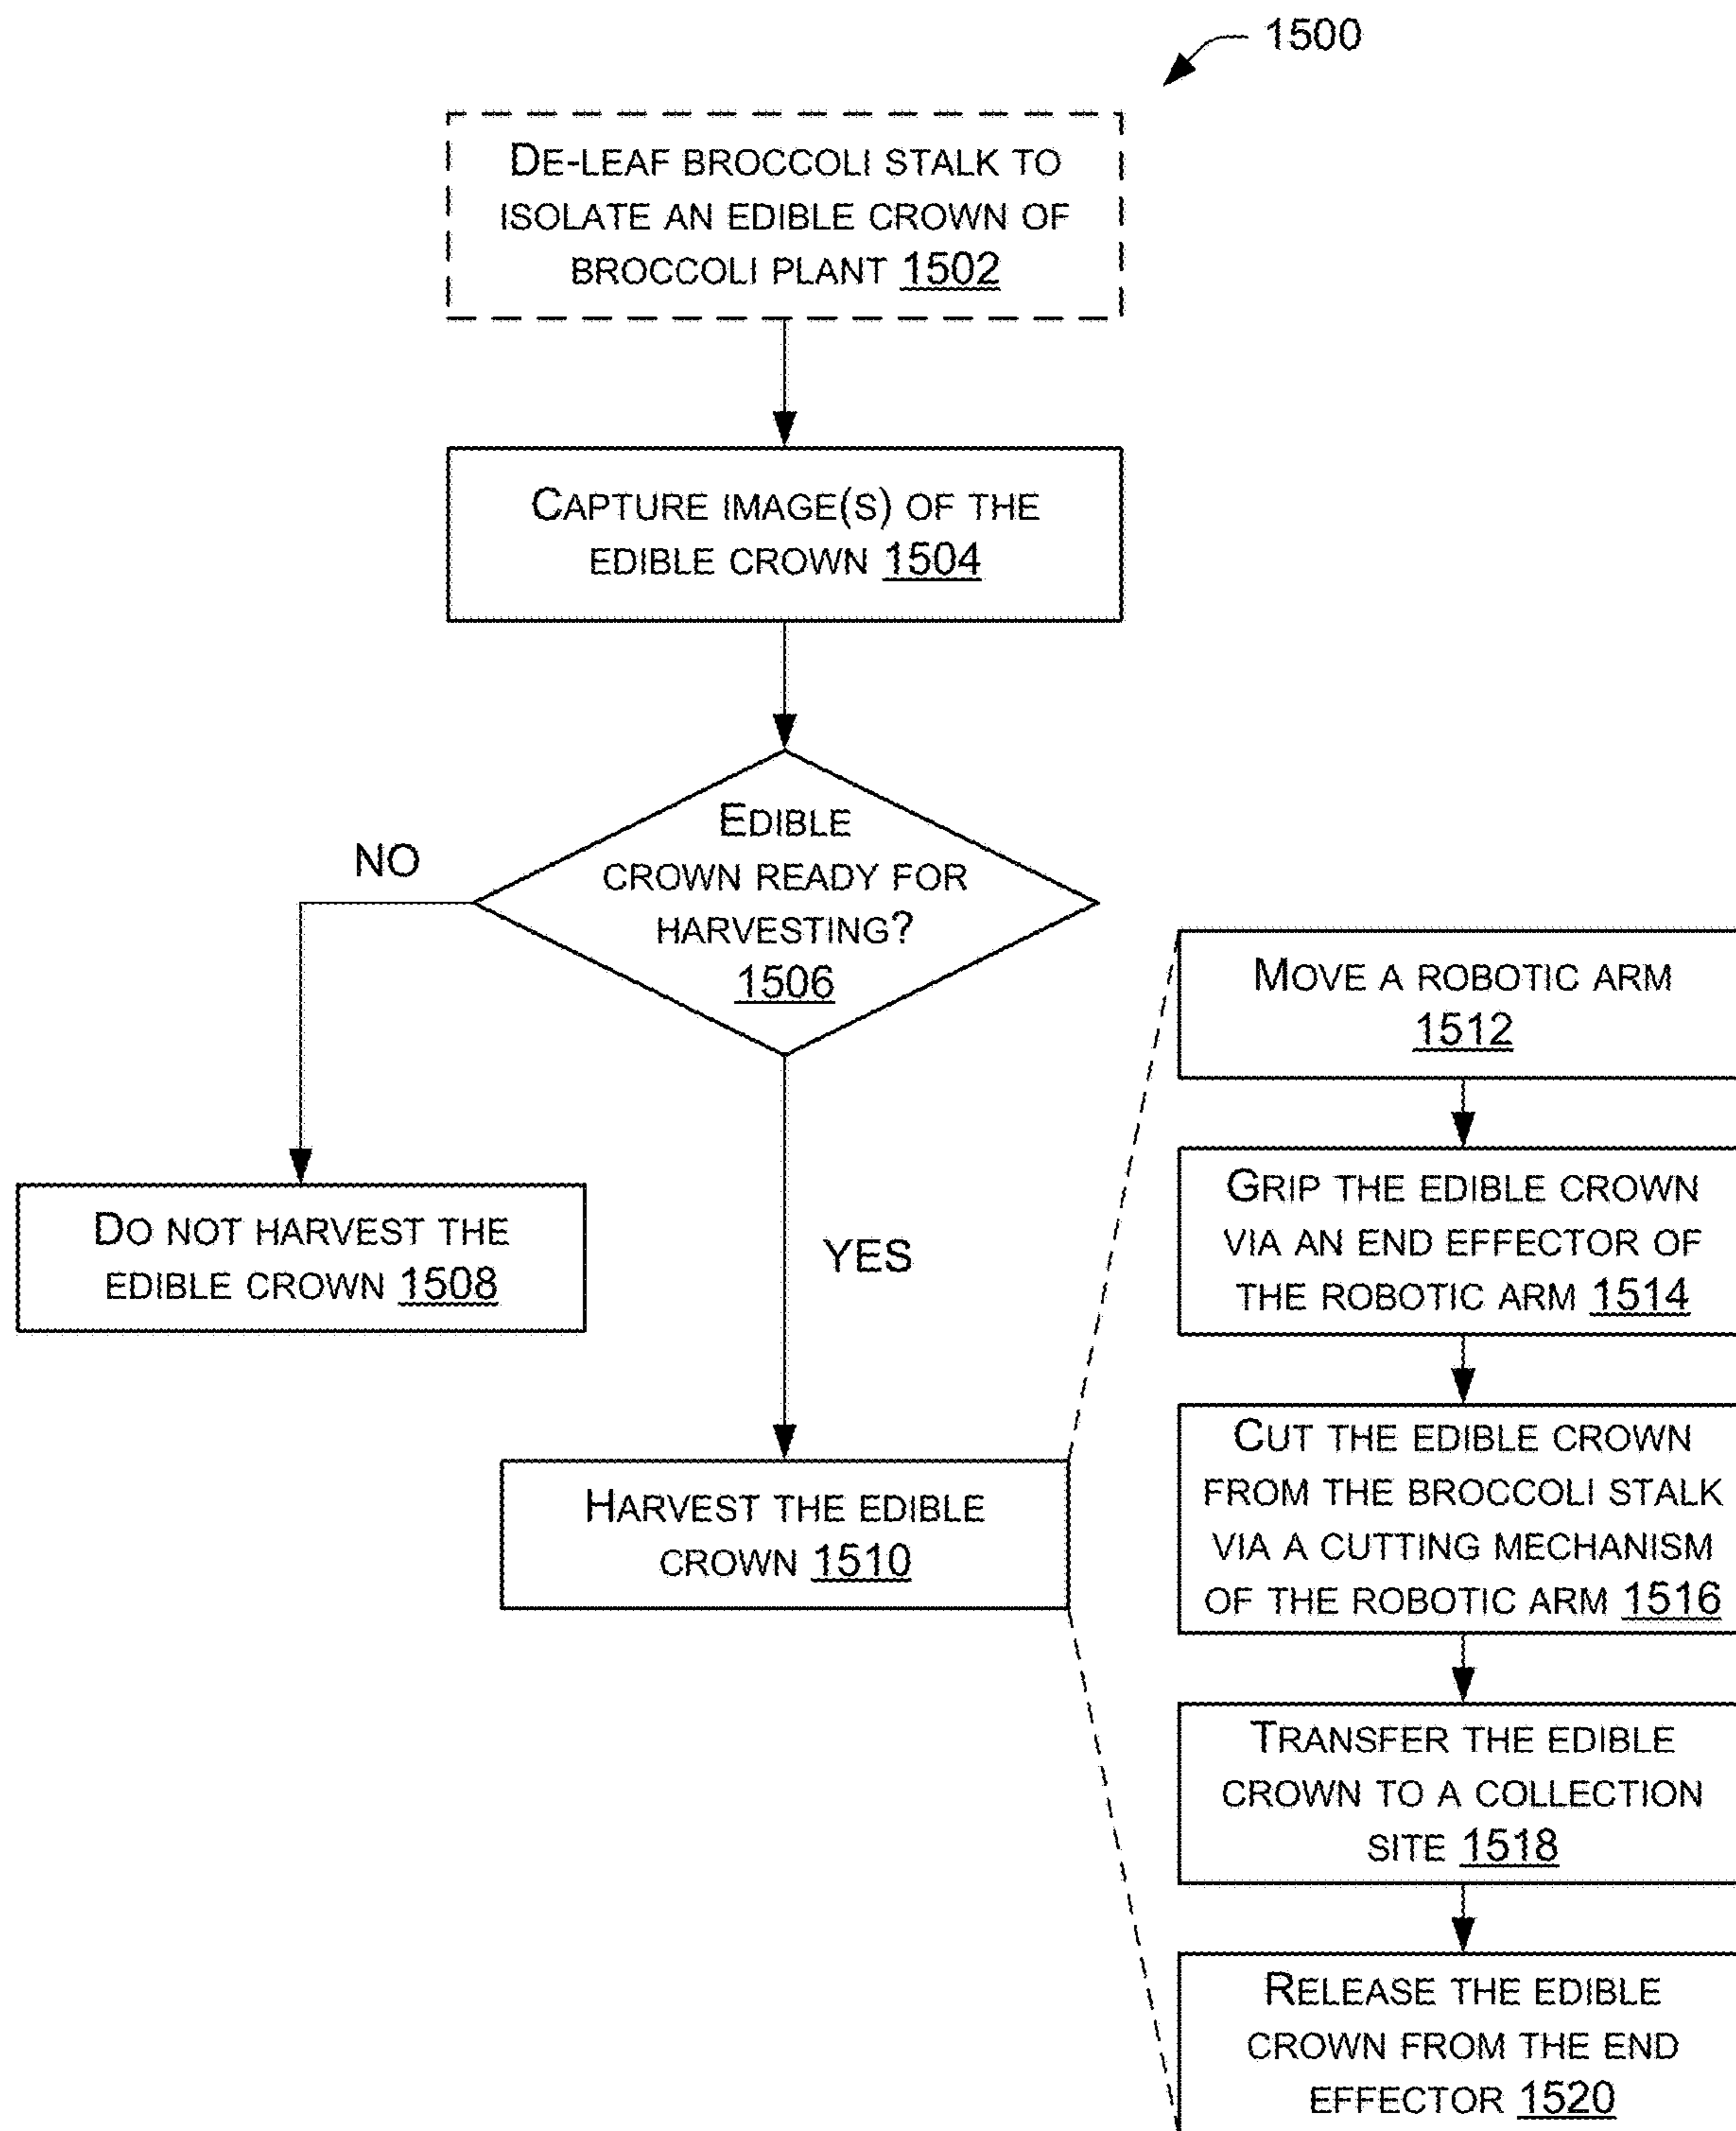 1500
DE-LEAF BROCCOLI STALK TO
ISOLATE AN EDIBLE CROWN OF
BROCCOLI PLANT 1502
CAPTURE IMAGE(S) OF THE
EDIBLE CROWN 1504
EDIBLE
CROWN READY FOR
HARVESTING?
1506
NO
DO NOT HARVEST THE
EDIBLE CROWN 1508
YES
HARVEST THE EDIBLE
CROWN 1510
MOVE A ROBOTIC ARM
1512
GRIP THE EDIBLE CROWN
VIA AN END EFFECTOR OF
THE ROBOTIC ARM 1514
CUT THE EDIBLE CROWN
FROM THE BROCCOLI STALK
VIA A CUTTING MECHANISM
OF THE ROBOTIC ARM 1516
TRANSFER THE EDIBLE
CROWN TO A COLLECTION
SITE 1518
RELEASE THE EDIBLE
CROWN FROM THE END
EFFECTOR 1520